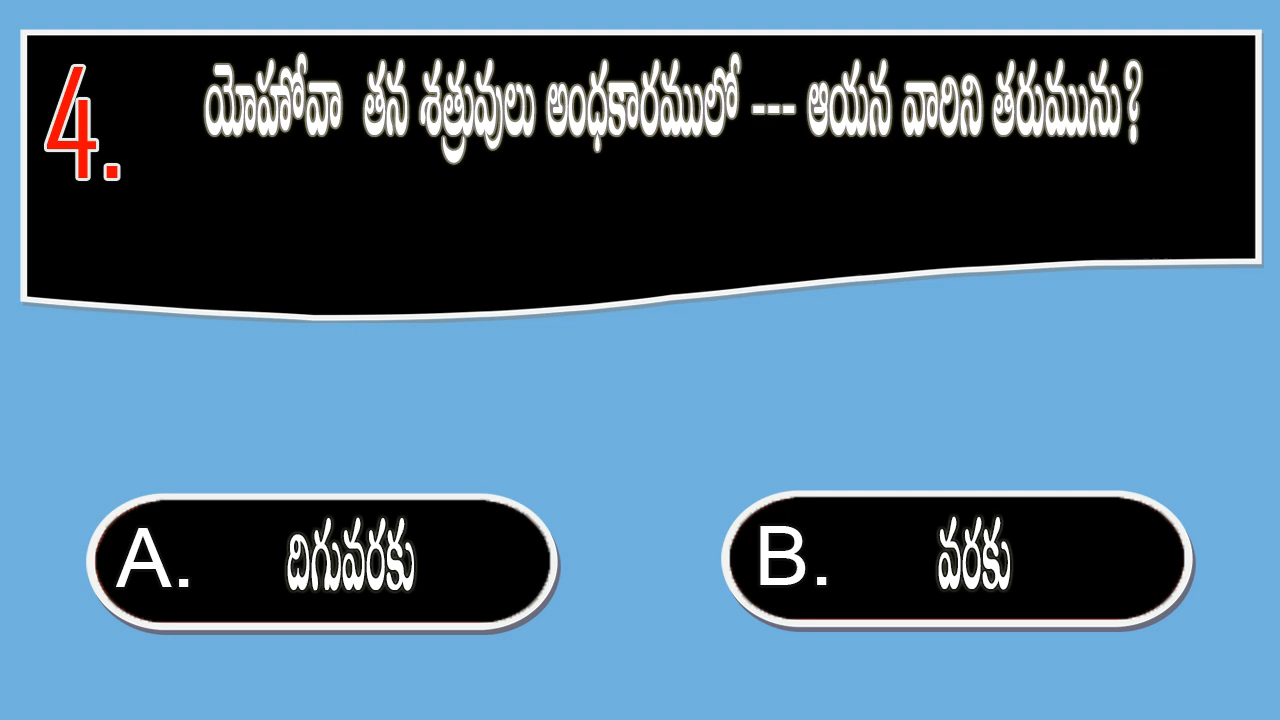 4. యోహోవా తన శత్రువులు అంధకారములో --- ఆయన వారిని తరుమును?
A. దిగువరకు
B. వరకు